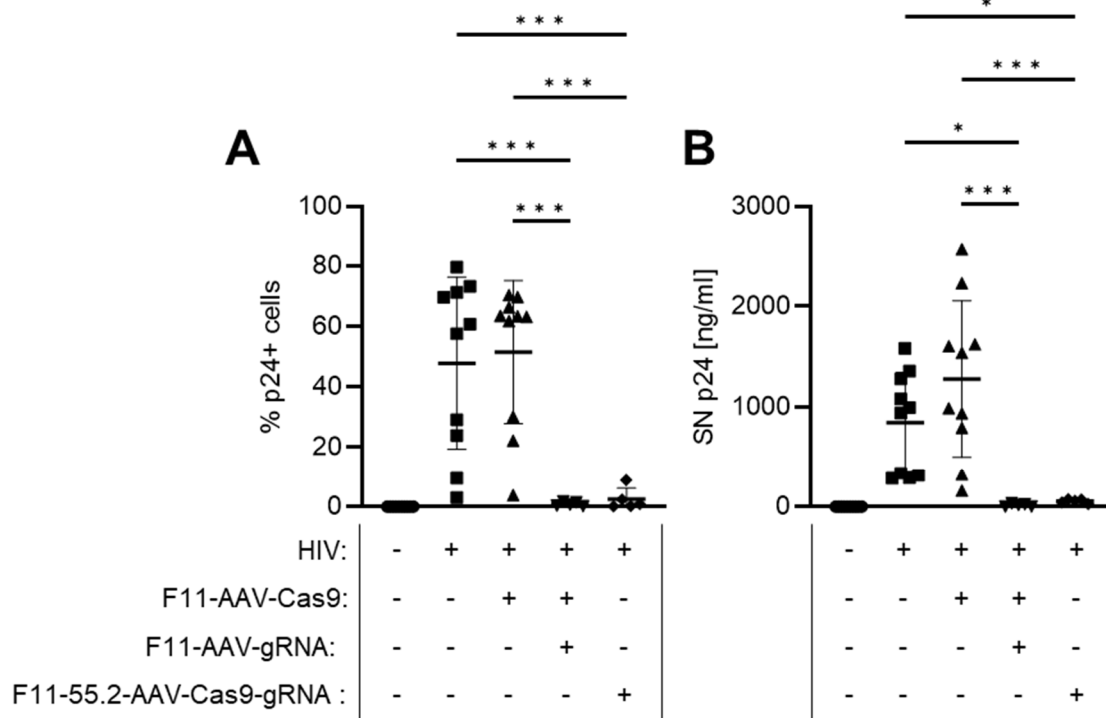 * * * *
* * * * * *
A * * * * B
* * * * * *
100 3000
80
% p24+ cells 60 SN p24 [ng/ml] 2000
40 1000
20
0 0
HIV: - + + + + - + + + +
F11-AAV-Cas9: - - + + - - - + + -
F11-AAV-gRNA: - - - + - - - - + -
F11-55.2-AAV-Cas9-gRNA : - - - - + - - - - +